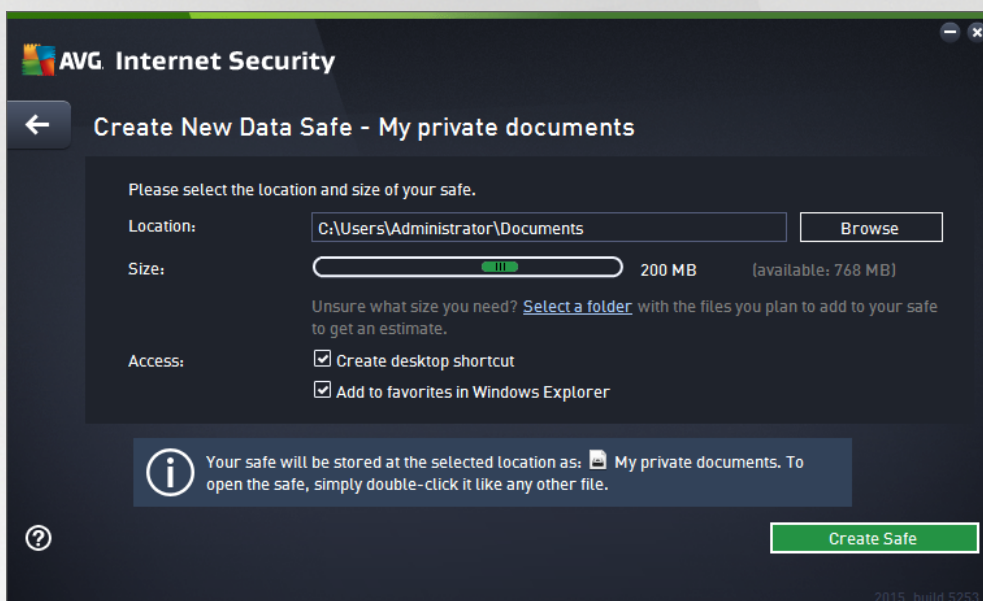 AVG. Internet Security
Create New Data Safe - My private documents
Please select the location and size of your safe.
Location:
C:\Users\Administrator\Documents
Browse
Size:
200 MB
(available: 768 MB)
Unsure what size you need? Select a folder with the files you plan to add to your safe
to get an estimate.
Access:
Create desktop shortcut
Add to favorites in Windows Explorer
Your safe will be stored at the selected location as: My private documents. To
open the safe, simply double-click it like any other file.
Create Safe
2015, build 5253